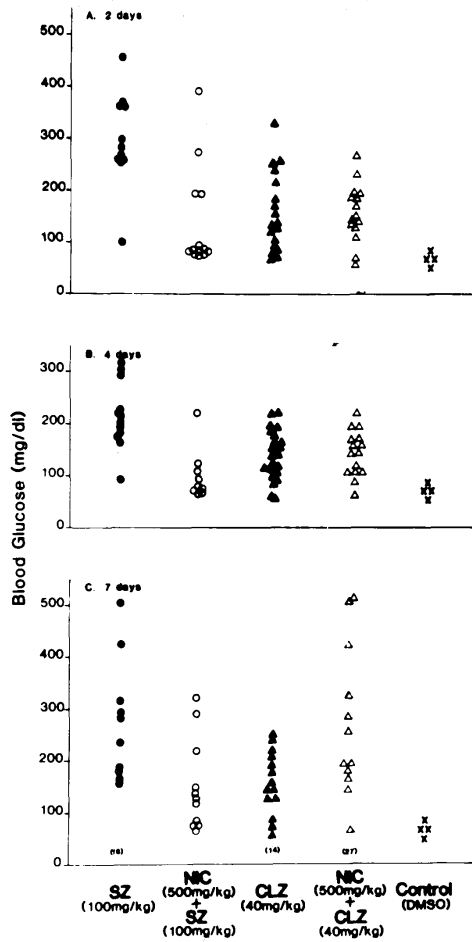 A. 2 days
500
400
300
200
100
0
B. 4 days
300
200
100
0
Blood Glucose (mg/dl)
C. 7 days
500
400
300
200
100
0
(16) (14) (27)
SZ
(100mg/kg)
NIC
(500mg/kg)
+
SZ
(100mg/kg)
CLZ
(40mg/kg)
NIC
(500mg/kg)
+
CLZ
(40mg/kg)
Control
(DMSO)